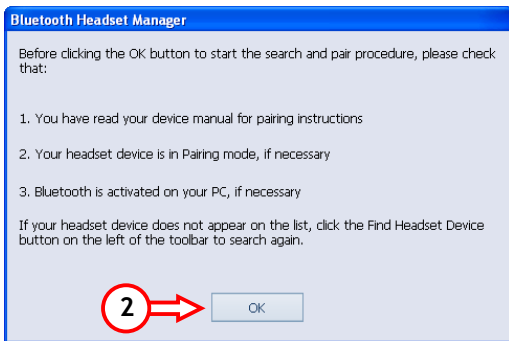 Bluetooth Headset Manager
Before clicking the OK button to start the search and pair procedure, please check
that:
1. You have read your device manual for pairing instructions
2. Your headset device is in Pairing mode, if necessary
3. Bluetooth is activated on your PC, if necessary
If your headset device does not appear on the list, click the Find Headset Device
button on the left of the toolbar to search again.
2 OK